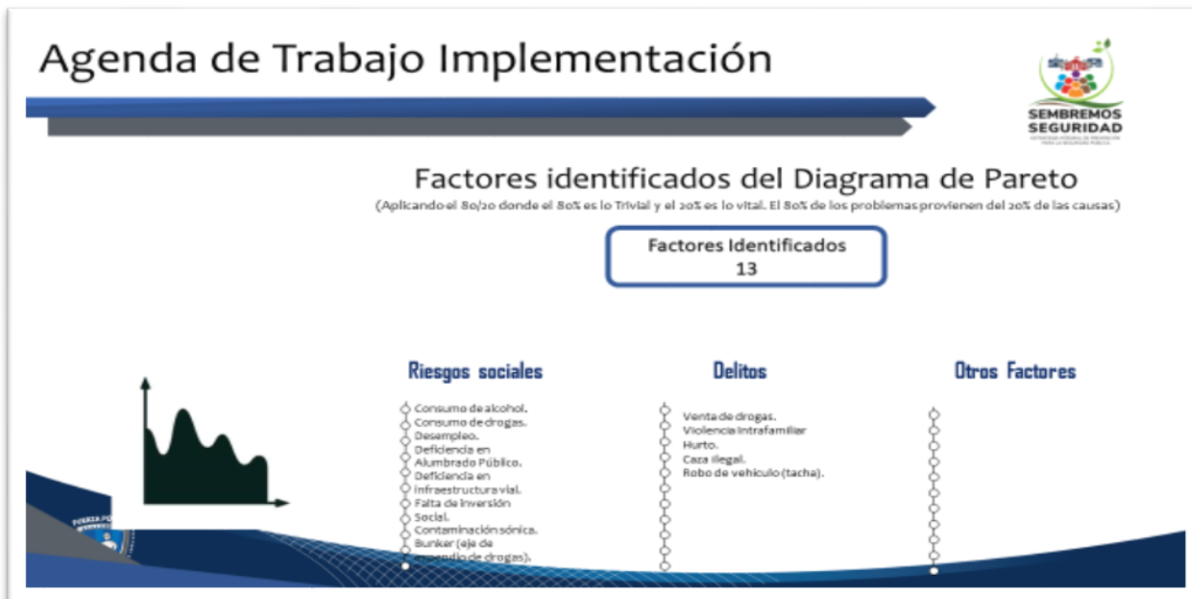 Agenda de Trabajo Implementación
SEMBREMOS
SEGURIDAD
Factores identificados del Diagrama de Pareto
(Aplicando el 80/20 donde el 80% es lo Trivial y el 20% es lo vital. El 80% de los problemas provienen del 20% de las causas)
Factores Identificados
13
Riesgos sociales
Consumo de alcohol.
Consumo de drogas.
Desempleo.
Deficiencia en
Alumbrado Público.
Deficiencia en
infraestructura vial.
Falta de inversión
Social.
Contaminación sónica.
Bunker (eje de
expendio de drogas).
Delitos
Venta de drogas.
Violencia Intrafamiliar
Hurto.
Caza ilegal.
Robo de vehículo (tacha).
Otros Factores